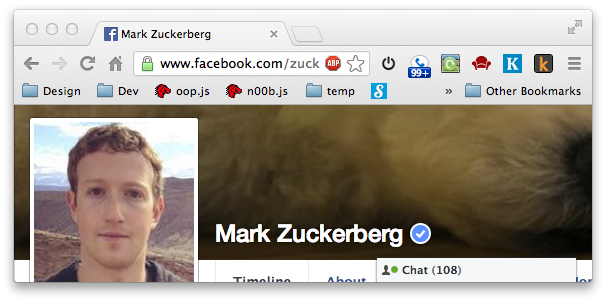 Mark Zuckerberg
www.facebook.com/zuck
ABP
99+
K
k
Design Dev oop.js n00b.js temp S » Other Bookmarks
Mark Zuckerberg
Chat (108)
Timeline About